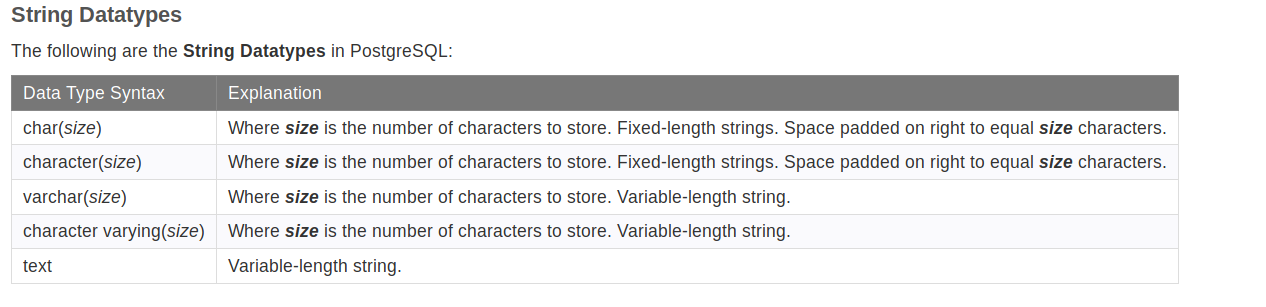 String Datatypes
The following are the String Datatypes in PostgreSQL:
Data Type Syntax Explanation
char(size) Where size is the number of characters to store. Fixed-length strings. Space padded on right to equal size characters.
character(size) Where size is the number of characters to store. Fixed-length strings. Space padded on right to equal size characters.
varchar(size) Where size is the number of characters to store. Variable-length string.
character varying(size) Where size is the number of characters to store. Variable-length string.
text Variable-length string.